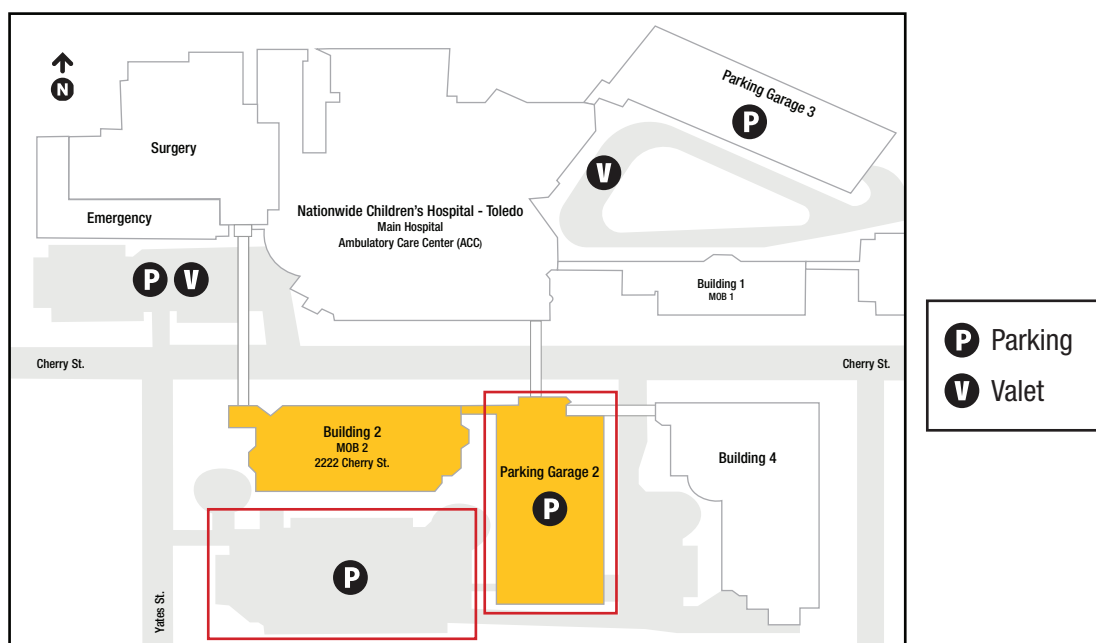 N
Surgery
Emergency
P
V
Nationwide Children's Hospital - Toledo
Main Hospital
Ambulatory Care Center (ACC)
Parking Garage 3
P
V
Building 1
MOB 1
Cherry St.
Cherry St.
P Parking
V Valet
Building 2
MOB 2
2222 Cherry St.
Parking Garage 2
P
Building 4
P
Yates St.